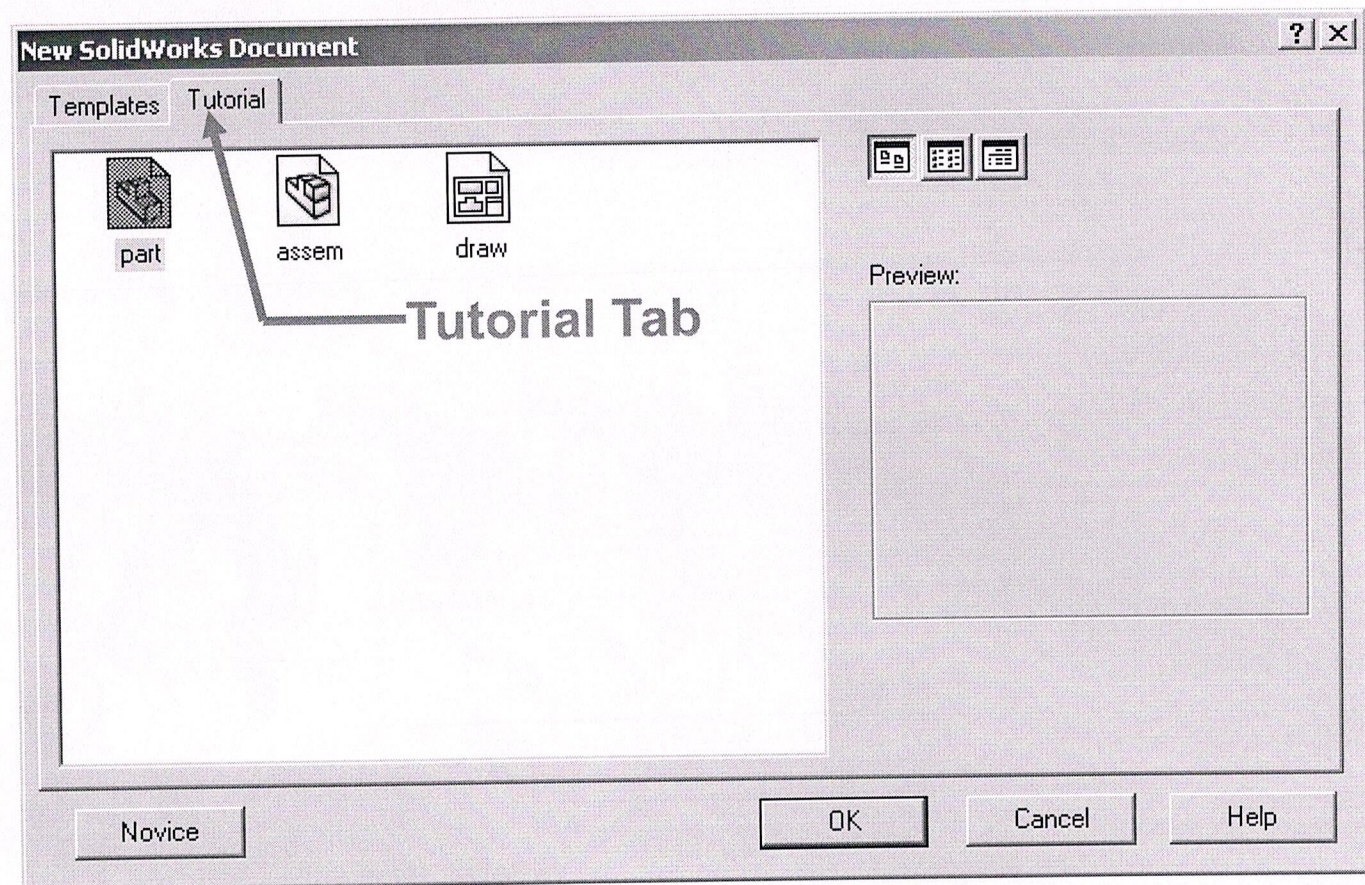 New SolidWorks Document
? X
Templates Tutorial
part assem draw
Preview:
Tutorial Tab
Novice OK Cancel Help